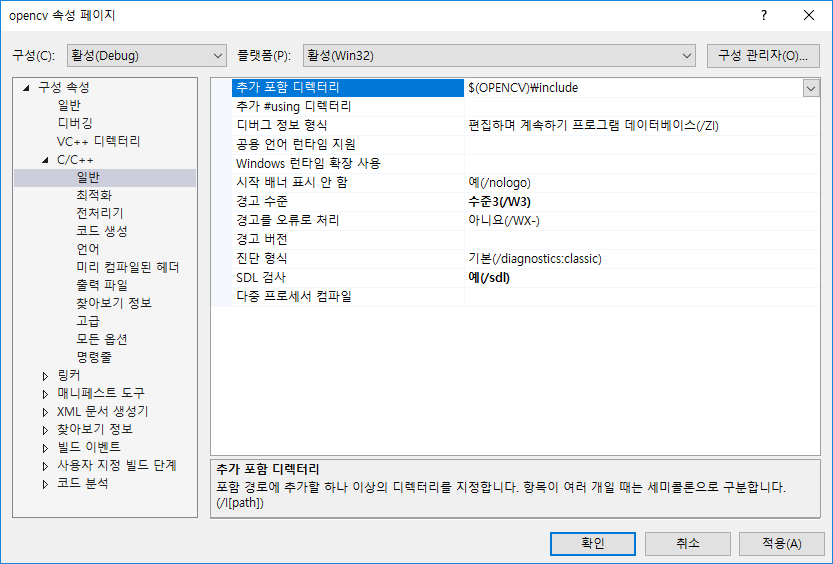 opencv 속성 페이지
구성(C): 활성(Debug) 플랫폼(P): 활성(Win32) 구성 관리자(O)...
구성 속성
일반
디버깅
VC++ 디렉터리
C/C++
일반
최적화
전처리기
코드 생성
언어
미리 컴파일된 헤더
출력 파일
찾아보기 정보
고급
모든 옵션
명령줄
링커
매니페스트 도구
XML 문서 생성기
찾아보기 정보
빌드 이벤트
사용자 지정 빌드 단계
코드 분석
추가 포함 디렉터리 $(OPENCV)₩include
추가 #using 디렉터리
디버그 정보 형식 편집하며 계속하기 프로그램 데이터베이스(/ZI)
공용 언어 런타임 지원
Windows 런타임 확장 사용
시작 배너 표시 안 함 예(/nologo)
경고 수준 수준3(/W3)
경고를 오류로 처리 아니요(/WX-)
경고 버전
진단 형식 기본(/diagnostics:classic)
SDL 검사 예(/sdl)
다중 프로세서 컴파일
추가 포함 디렉터리
포함 경로에 추가할 하나 이상의 디렉터리를 지정합니다. 항목이 여러 개일 때는 세미콜론으로 구분합니다.
(/I[path])
확인 취소 적용(A)